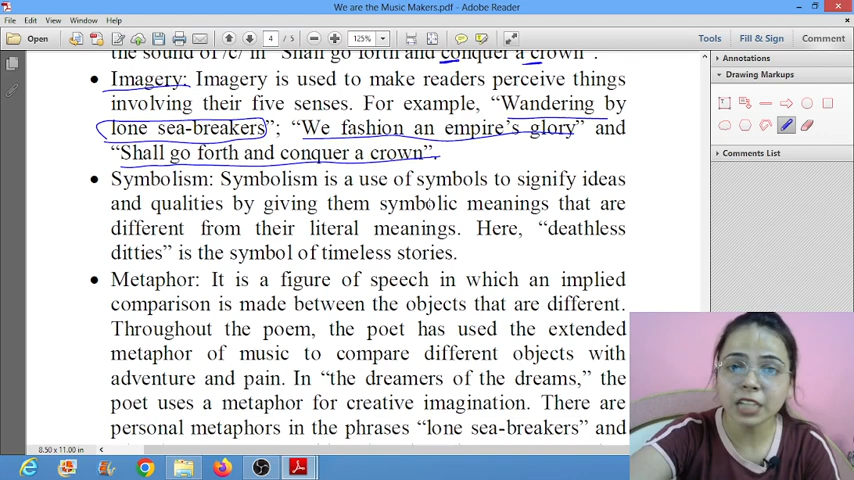 We are the Music Makers.pdf - Adobe Reader
File Edit View Window Help
Open 4 / 5 125% Tools Fill & Sign Comment
the sound of /c/ in "Shall go forth and conquer a crown".
• Imagery: Imagery is used to make readers perceive things
involving their five senses. For example, "Wandering by
lone sea-breakers"; "We fashion an empire's glory" and
"Shall go forth and conquer a crown".
• Symbolism: Symbolism is a use of symbols to signify ideas
and qualities by giving them symbolic meanings that are
different from their literal meanings. Here, "deathless
ditties" is the symbol of timeless stories.
• Metaphor: It is a figure of speech in which an implied
comparison is made between the objects that are different.
Throughout the poem, the poet has used the extended
metaphor of music to compare different objects with
adventure and pain. In "the dreamers of the dreams," the
poet uses a metaphor for creative imagination. There are
personal metaphors in the phrases "lone sea-breakers" and
Annotations
Drawing Markups
Comments List
8.50 x 11.00 in